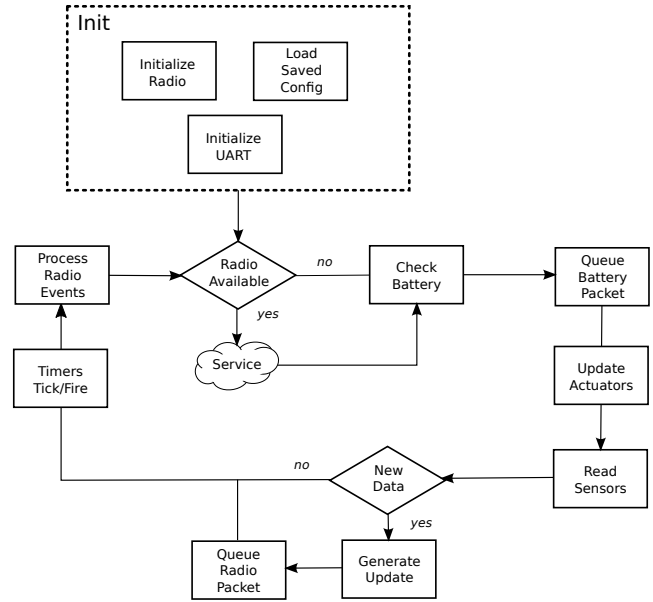 Init
Initialize
Radio
Load
Saved
Config
Initialize
UART
Process
Radio
Events
Radio
Available
no
Check
Battery
Queue
Battery
Packet
yes
Service
Timers
Tick/Fire
Update
Actuators
no
New
Data
Read
Sensors
yes
Queue
Radio
Packet
Generate
Update